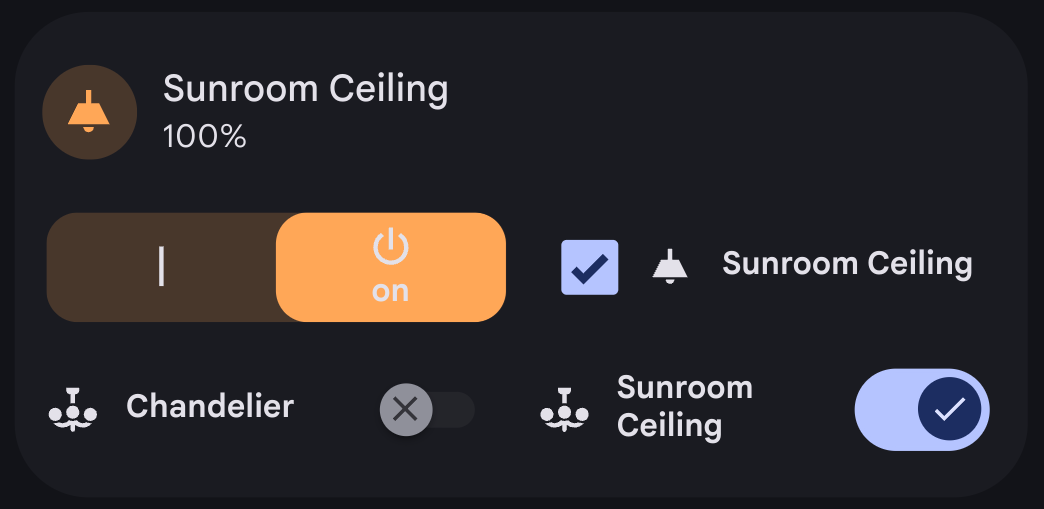 Sunroom Ceiling
100%
on
Sunroom Ceiling
Chandelier
Sunroom
Ceiling